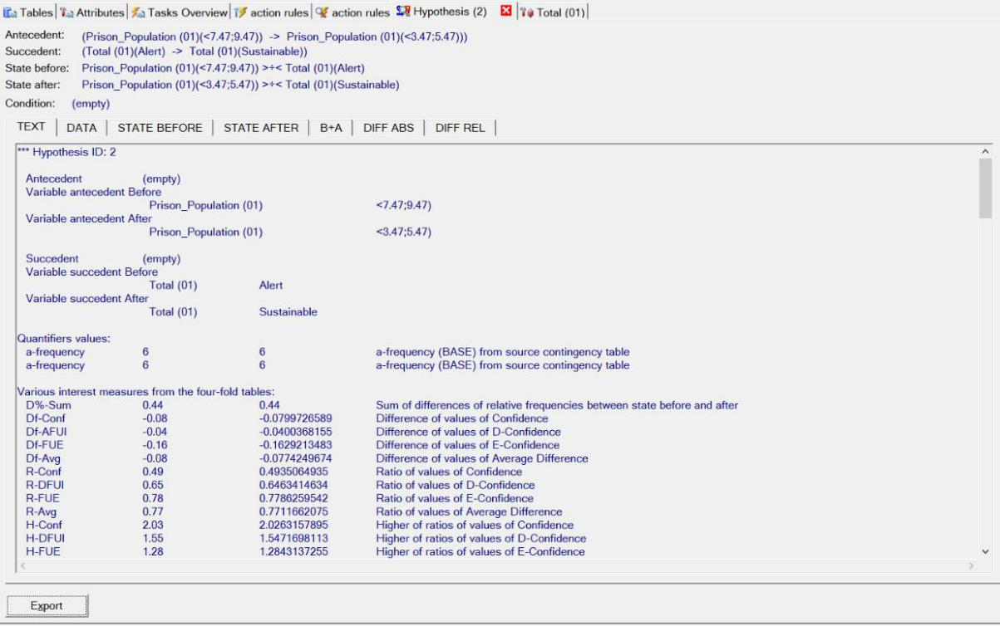 Tables Attributes Tasks Overview action rules action rules Hypothesis (2) Total (01)
Antecedent: (Prison_Population (01)(<7.47;9.47)) -> Prison_Population (01)(<3.47;5.47)))
Succedent: (Total (01)(Alert) -> Total (01)(Sustainable))
State before: Prison_Population (01)(<7.47;9.47)) >÷< Total (01)(Alert)
State after: Prison_Population (01)(<3.47;5.47)) >÷< Total (01)(Sustainable)
Condition: (empty)
TEXT DATA STATE BEFORE STATE AFTER B+A DIFF ABS DIFF REL
*** Hypothesis ID: 2
Antecedent (empty)
Variable antecedent Before
Prison_Population (01) <7.47;9.47)
Variable antecedent After
Prison_Population (01) <3.47;5.47)
Succedent (empty)
Variable succedent Before
Total (01) Alert
Variable succedent After
Total (01) Sustainable
Quantifiers values:
a-frequency 6 6 a-frequency (BASE) from source contingency table
a-frequency 6 6 a-frequency (BASE) from source contingency table
Various interest measures from the four-fold tables:
D%-Sum 0.44 0.44 Sum of differences of relative frequencies between state before and after
Df-Conf -0.08 -0.0799726589 Difference of values of Confidence
Df-AFUI -0.04 -0.0400368155 Difference of values of D-Confidence
Df-FUE -0.16 -0.1629213483 Difference of values of E-Confidence
Df-Avg -0.08 -0.0774249674 Difference of values of Average Difference
R-Conf 0.49 0.4935064935 Ratio of values of Confidence
R-DFUI 0.65 0.6463414634 Ratio of values of D-Confidence
R-FUE 0.78 0.7786259542 Ratio of values of E-Confidence
R-Avg 0.77 0.7711662075 Ratio of values of Average Difference
H-Conf 2.03 2.0263157895 Higher of ratios of values of Confidence
H-DFUI 1.55 1.5471698113 Higher of ratios of values of D-Confidence
H-FUE 1.28 1.2843137255 Higher of ratios of values of E-Confidence
Export